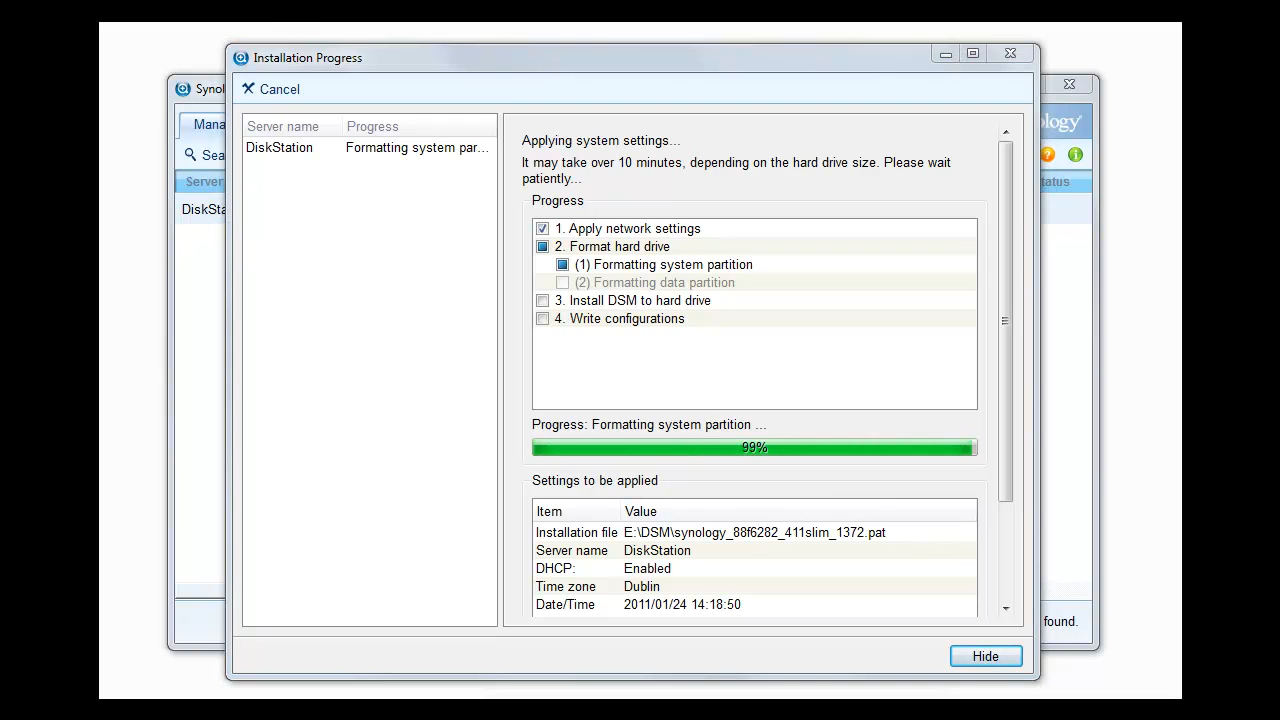 Installation Progress
Cancel
Server name Progress
DiskStation Formatting system par...
Applying system settings...
It may take over 10 minutes, depending on the hard drive size. Please wait
patiently...
Progress
1. Apply network settings
2. Format hard drive
(1) Formatting system partition
(2) Formatting data partition
3. Install DSM to hard drive
4. Write configurations
Progress: Formatting system partition ...
99%
Settings to be applied
Item Value
Installation file E:\DSM\synology_88f6282_411slim_1372.pat
Server name DiskStation
DHCP: Enabled
Time zone Dublin
Date/Time 2011/01/24 14:18:50
Hide
Synol
Mana
Sea
Server
DiskSta
ology
tatus
found.